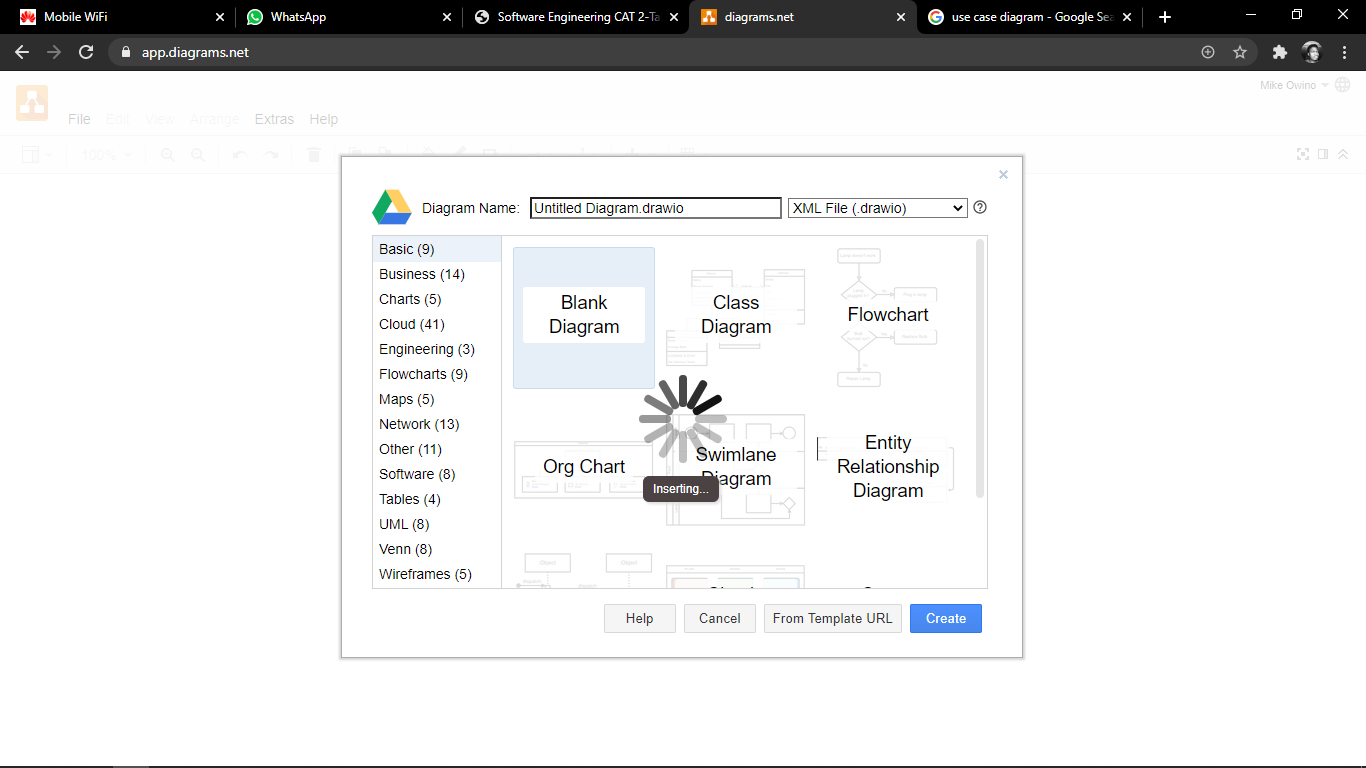 Mobile WiFi
WhatsApp
Software Engineering CAT 2-Ta
diagrams.net
use case diagram - Google Sea
app.diagrams.net
Mike Owino
File Edit View Arrange Extras Help
100%
Diagram Name: Untitled Diagram.drawio XML File (.drawio)
Basic (9)
Business (14)
Charts (5)
Cloud (41)
Engineering (3)
Flowcharts (9)
Maps (5)
Network (13)
Other (11)
Software (8)
Tables (4)
UML (8)
Venn (8)
Wireframes (5)
Blank
Diagram
Class
Diagram
Flowchart
Org Chart
Swimlane
Diagram
Entity
Relationship
Diagram
Inserting...
:Object
:Object
dispatch
dispatch
Help
Cancel
From Template URL
Create